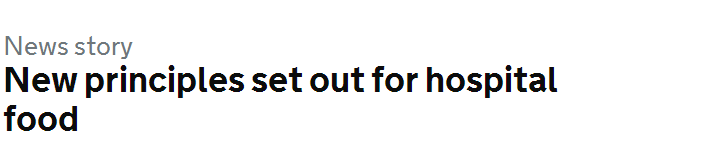 News story
New principles set out for hospital
food